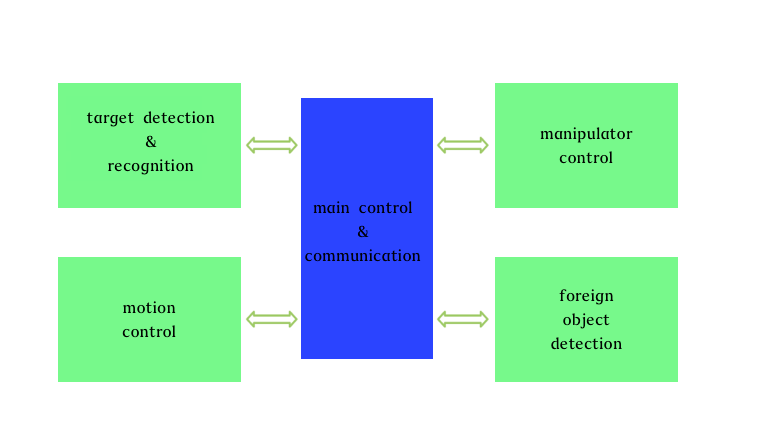 target detection
&
recognition
manipulator
control
main control
&
communication
motion
control
foreign
object
detection